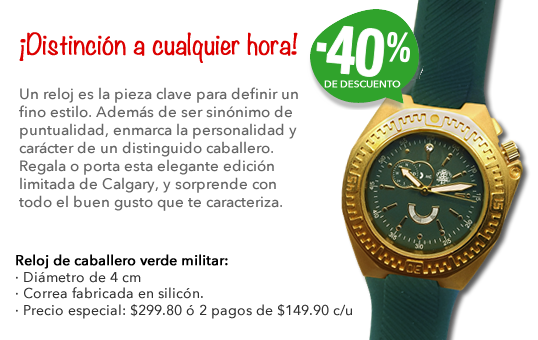 ¡Distinción a cualquier hora!
-40%
DE DESCUENTO
Un reloj es la pieza clave para definir un
fino estilo. Además de ser sinónimo de
puntualidad, enmarca la personalidad y
carácter de un distinguido caballero.
Regala o porta esta elegante edición
limitada de Calgary, y sorprende con
todo el buen gusto que te caracteriza.
Reloj de caballero verde militar:
· Diámetro de 4 cm
· Correa fabricada en silicón.
· Precio especial: $299.80 ó 2 pagos de $149.90 c/u